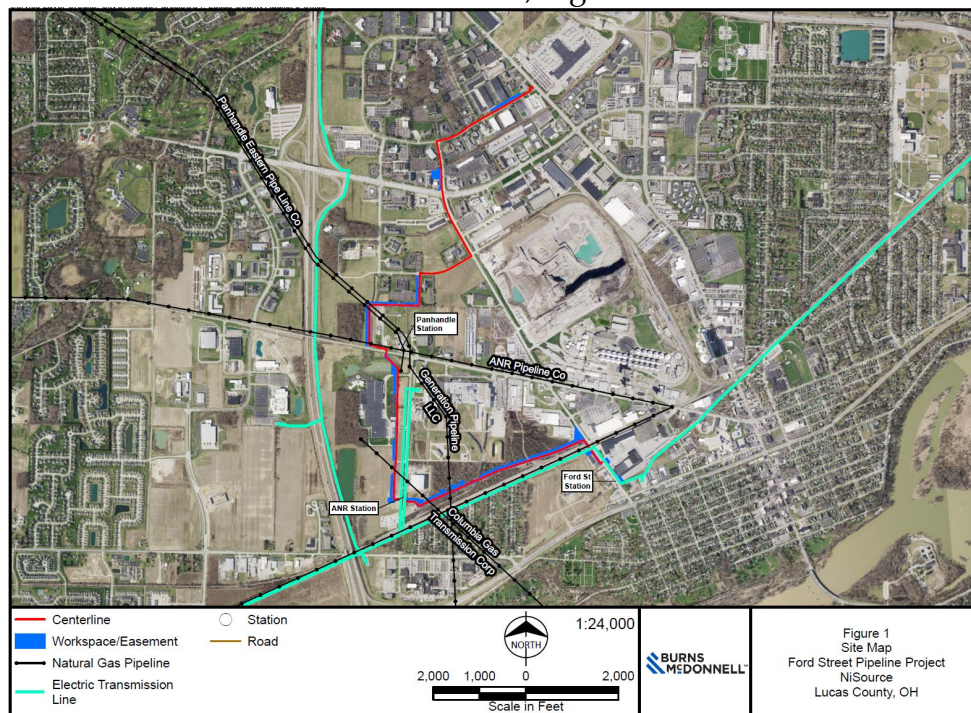 Panhandle Eastern Pipe Line Co
Panhandle
Station
ANR Pipeline Co
Generation Pipeline
LLC
Ford St
Station
ANR Station
Columbia Gas
Transmission Corp
Centerline
Workspace/Easement
Natural Gas Pipeline
Electric Transmission
Line
Station
Road
NORTH
1:24,000
2,000 1,000 0 2,000
Scale in Feet
BURNS
MCDONNELL™
Figure 1
Site Map
Ford Street Pipeline Project
NiSource
Lucas County, OH